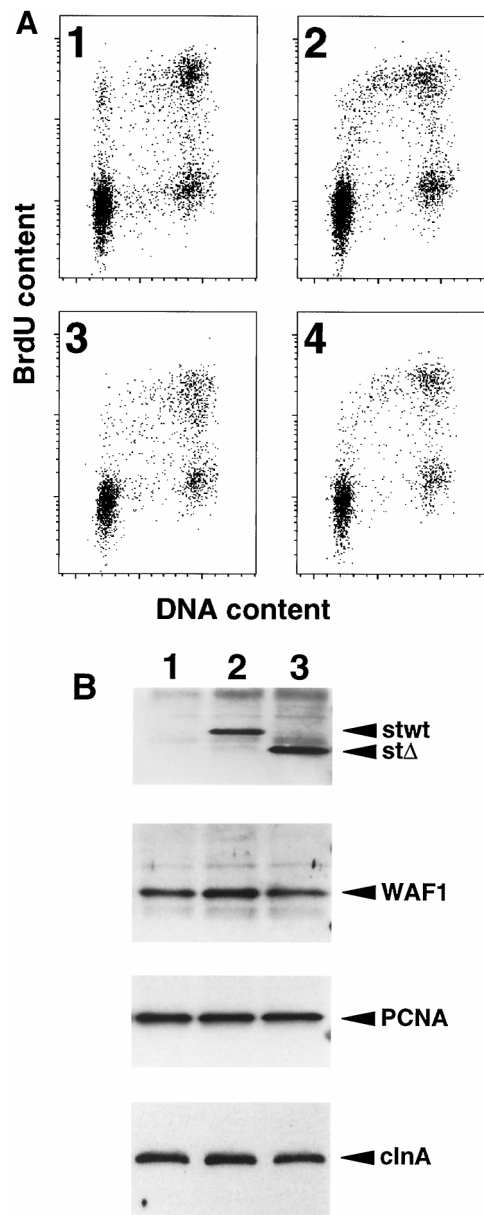 A
1
2
3
4
BrdU content
DNA content
B
1 2 3
stwt
stΔ
WAF1
PCNA
clnA